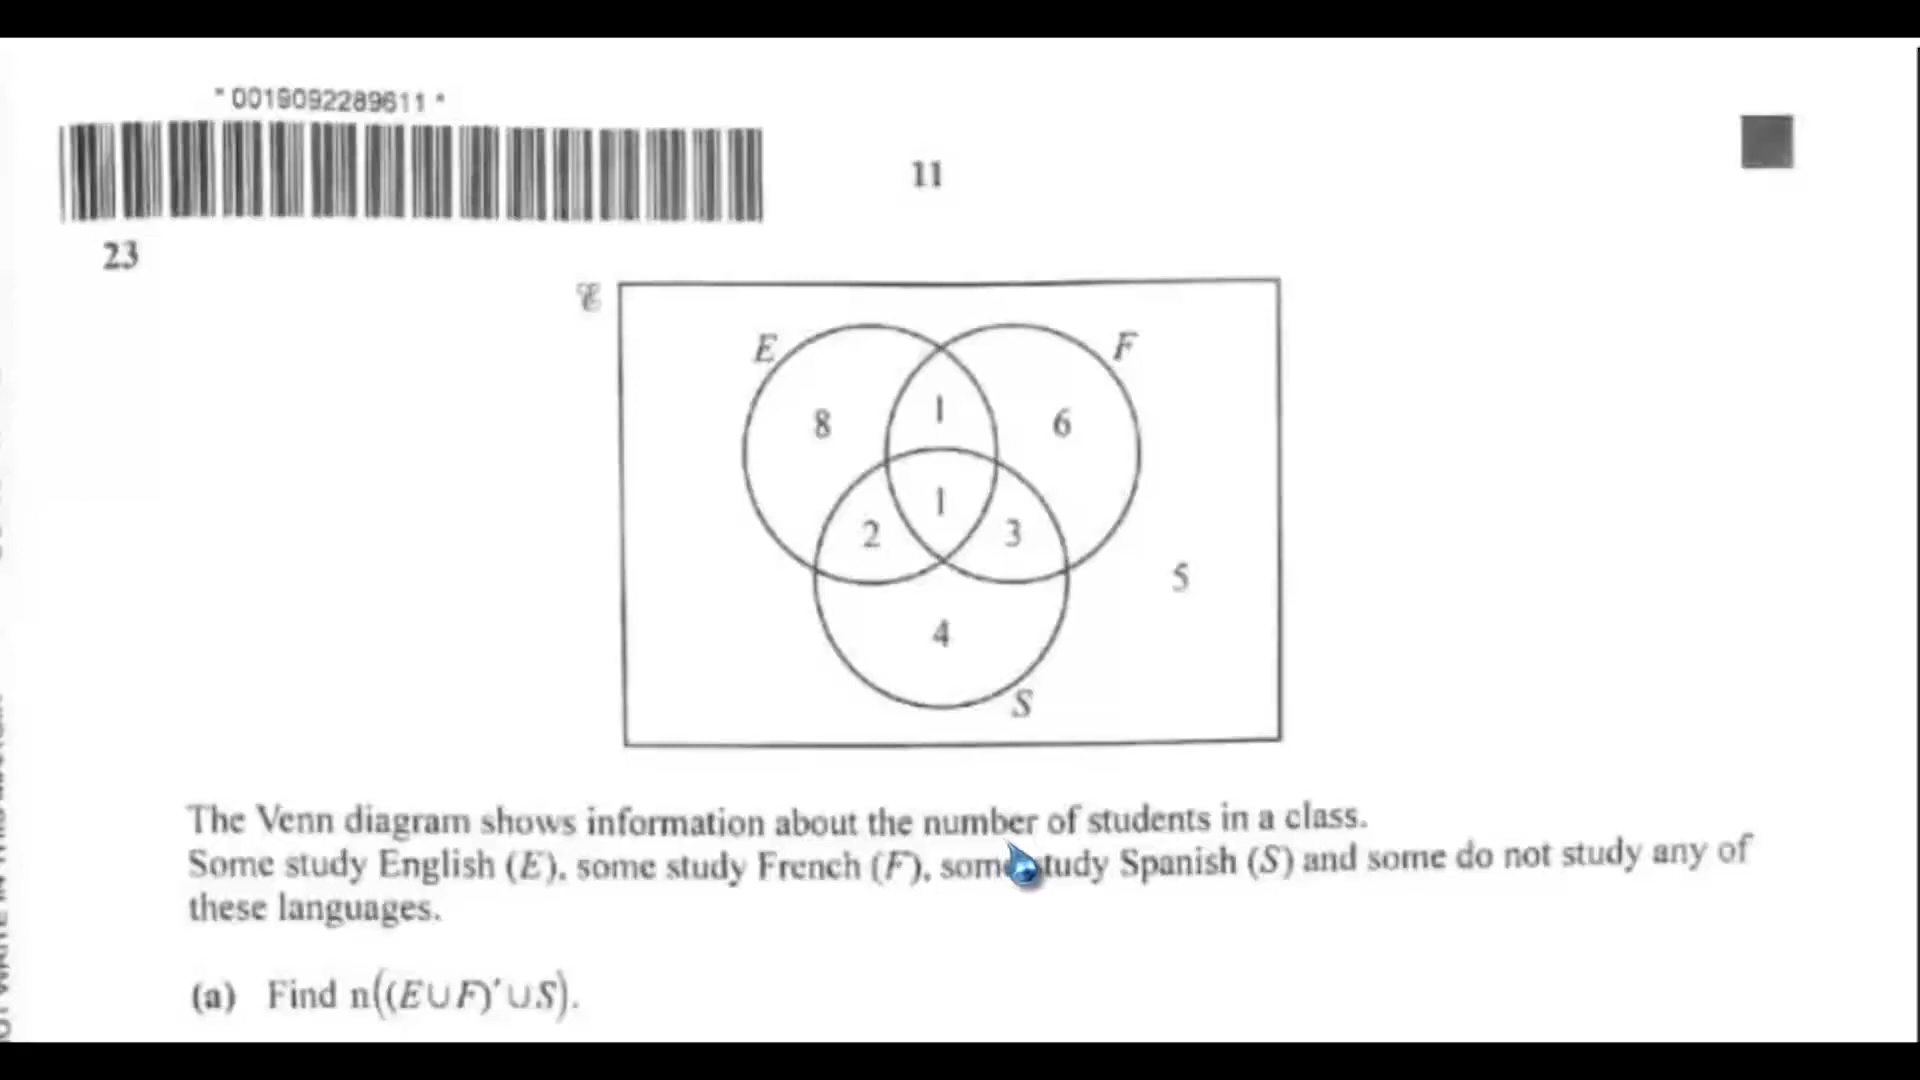 * 0019092289611 *
11
23
ℰ
E
F
8
1
6
1
2
3
5
4
S
The Venn diagram shows information about the number of students in a class.
Some study English (E), some study French (F), some study Spanish (S) and some do not study any of
these languages.
(a) Find n((E∪F)′∪S).